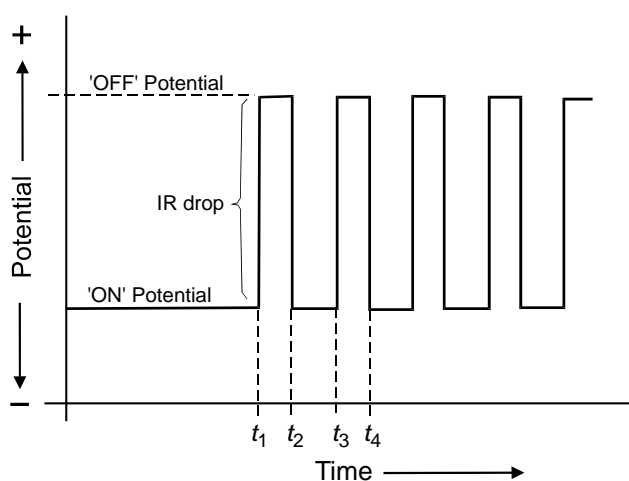 +
'OFF' Potential
IR drop
Potential
'ON' Potential
–
t1 t2 t3 t4
Time